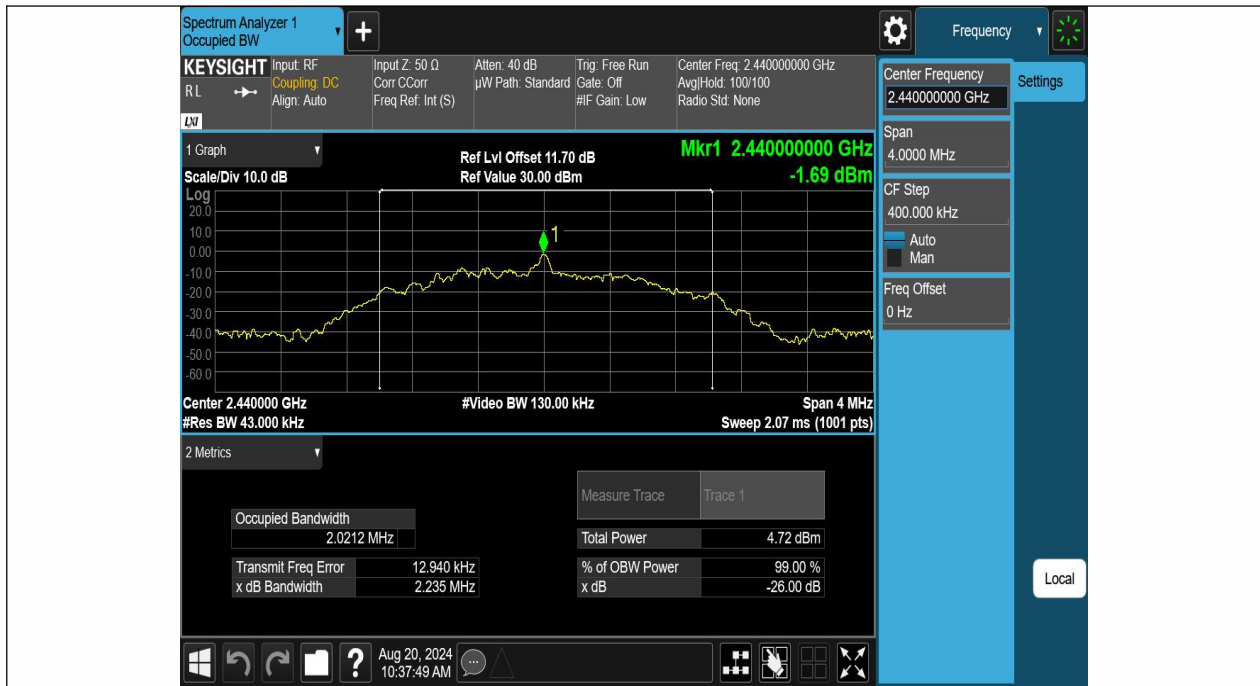 Spectrum Analyzer 1
Occupied BW
+
Frequency
KEYSIGHT
RL
LXI
Input: RF
Coupling: DC
Align: Auto
Input Z: 50 Ω
Corr CCorr
Freq Ref: Int (S)
Atten: 40 dB
µW Path: Standard
Trig: Free Run
Gate: Off
#IF Gain: Low
Center Freq: 2.440000000 GHz
Avg|Hold: 100/100
Radio Std: None
Center Frequency
2.440000000 GHz
Settings
Span
4.0000 MHz
CF Step
400.000 kHz
Auto
Man
Freq Offset
0 Hz
Local
1 Graph
Scale/Div 10.0 dB
Ref Lvl Offset 11.70 dB
Ref Value 30.00 dBm
Mkr1 2.440000000 GHz
-1.69 dBm
Log
20.0
10.0
0.00
-10.0
-20.0
-30.0
-40.0
-50.0
-60.0
1
Center 2.440000 GHz
#Res BW 43.000 kHz
#Video BW 130.00 kHz
Span 4 MHz
Sweep 2.07 ms (1001 pts)
2 Metrics
Measure Trace Trace 1
Occupied Bandwidth
2.0212 MHz
Total Power 4.72 dBm
Transmit Freq Error 12.940 kHz
% of OBW Power 99.00 %
x dB Bandwidth 2.235 MHz
x dB -26.00 dB
?
Aug 20, 2024
10:37:49 AM